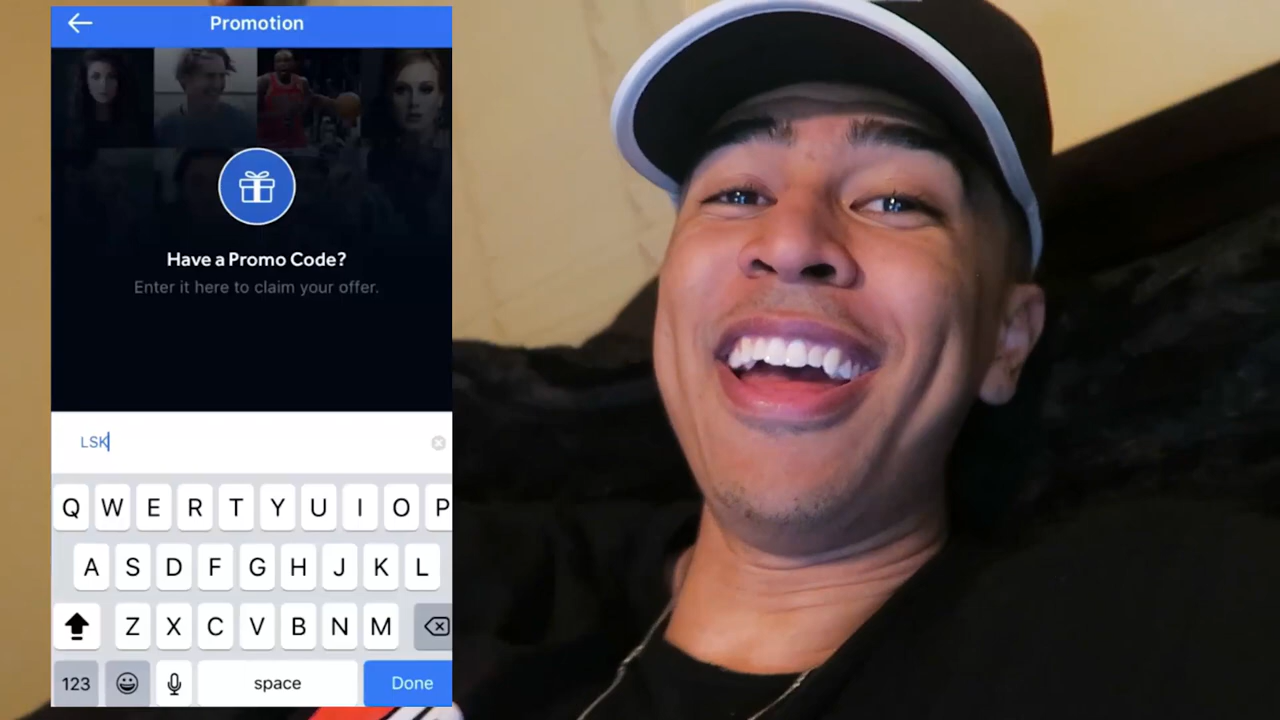 Promotion
Have a Promo Code?
Enter it here to claim your offer.
LSK
Q W E R T Y U I O P
A S D F G H J K L
Z X C V B N M
123 space Done